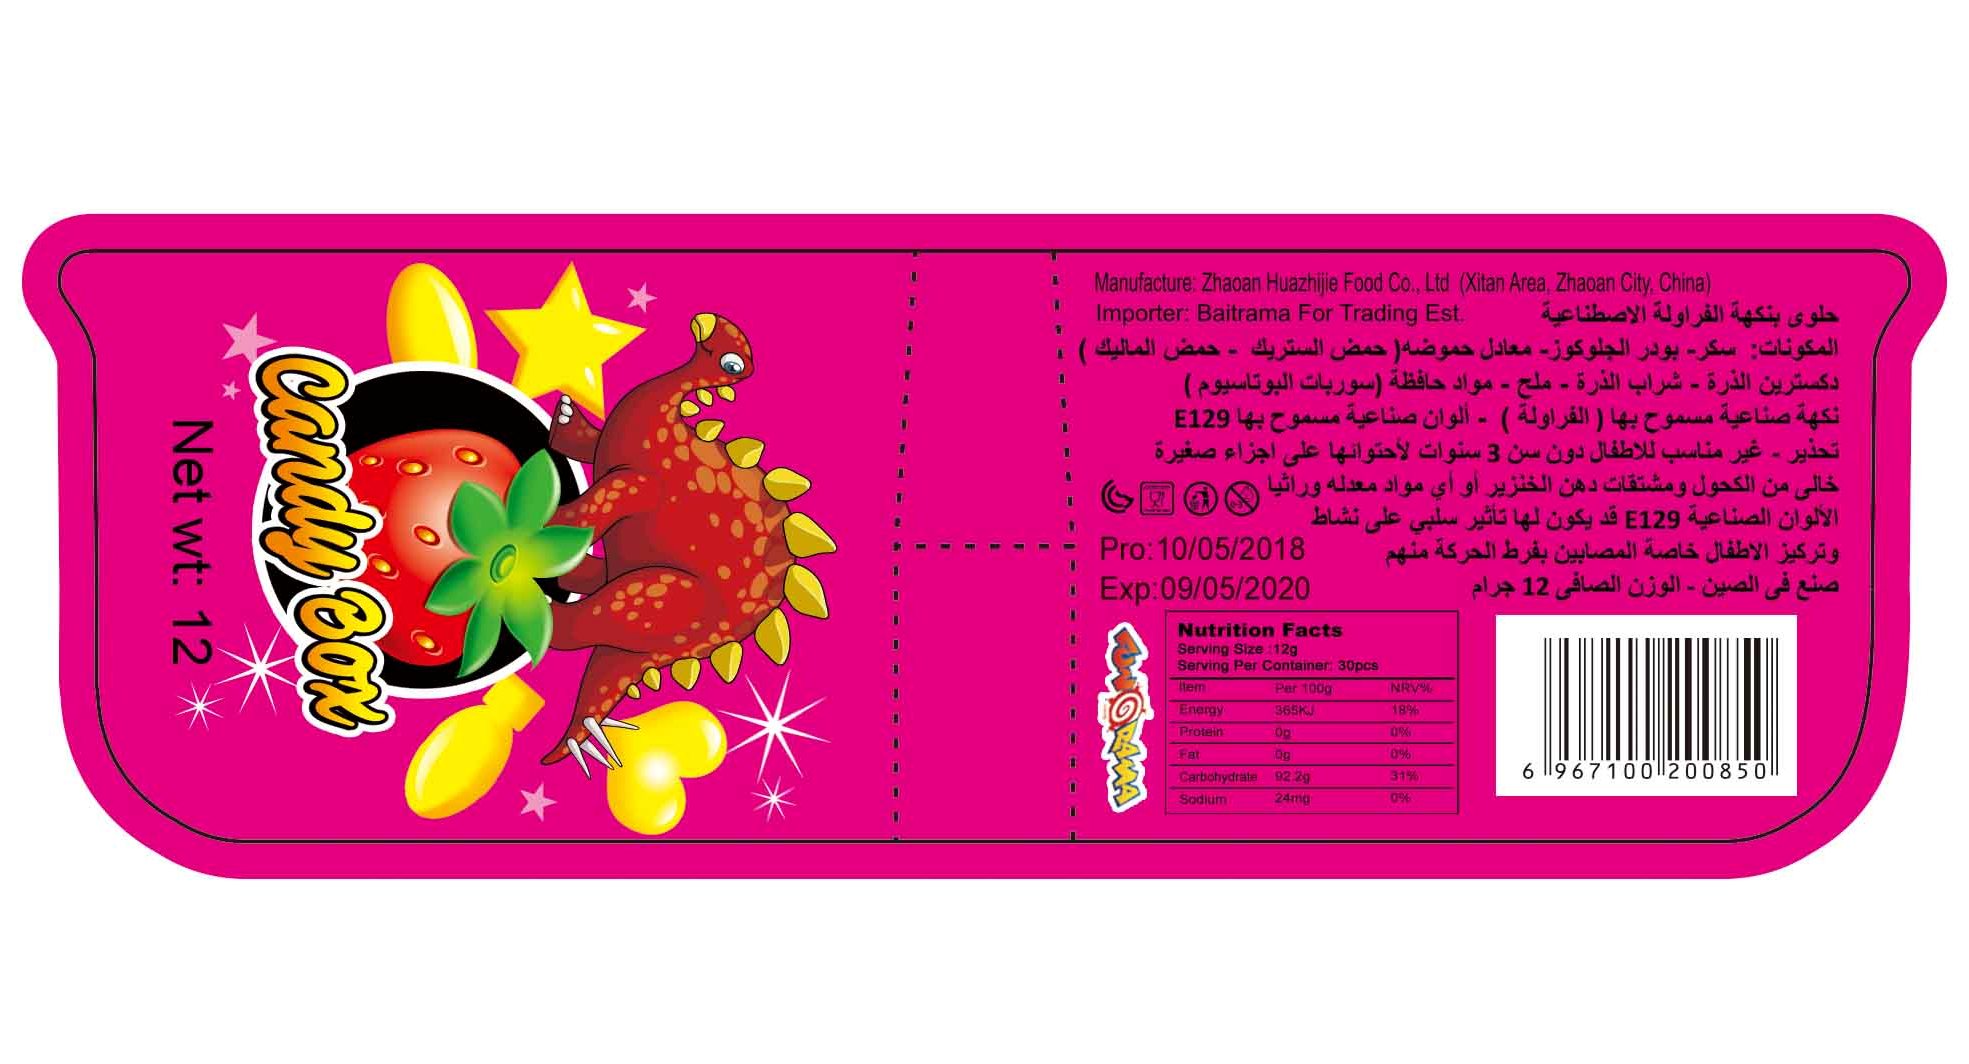 Candy Box
Net wt: 12
Manufacture: Zhaoan Huazhijie Food Co., Ltd (Xitan Area, Zhaoan City, China)
Importer: Baitrama For Trading Est.
حلوى بنكهة الفراولة الاصطناعية
المكونات: سكر- بودر الجلوكوز- معادل حموضه( حمض الستريك - حمض الماليك )
دكسترين الذرة - شراب الذرة - ملح - مواد حافظة (سوربات البوتاسيوم )
نكهة صناعية مسموح بها ( الفراولة ) - ألوان صناعية مسموح بها E129
تحذير - غير مناسب للاطفال دون سن 3 سنوات لأحتوائها على اجزاء صغيرة
خالى من الكحول ومشتقات دهن الخنزير أو أي مواد معدله وراثيا
الألوان الصناعية E129 قد يكون لها تأثير سلبي على نشاط
وتركيز الاطفال خاصة المصابين بفرط الحركة منهم
صنع فى الصين - الوزن الصافى 12 جرام
Pro:10/05/2018
Exp:09/05/2020
Nutrition Facts
Serving Size :12g
Serving Per Container: 30pcs
Item Per 100g NRV%
Energy 365KJ 18%
Protein 0g 0%
Fat 0g 0%
Carbohydrate 92.2g 31%
Sodium 24mg 0%
6 967100 200850